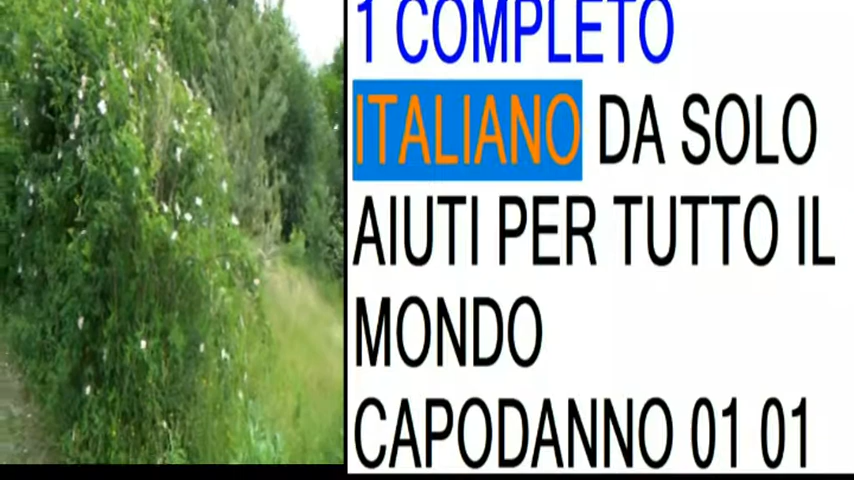 1 COMPLETO
ITALIANO DA SOLO
AIUTI PER TUTTO IL
MONDO
CAPODANNO 01 01